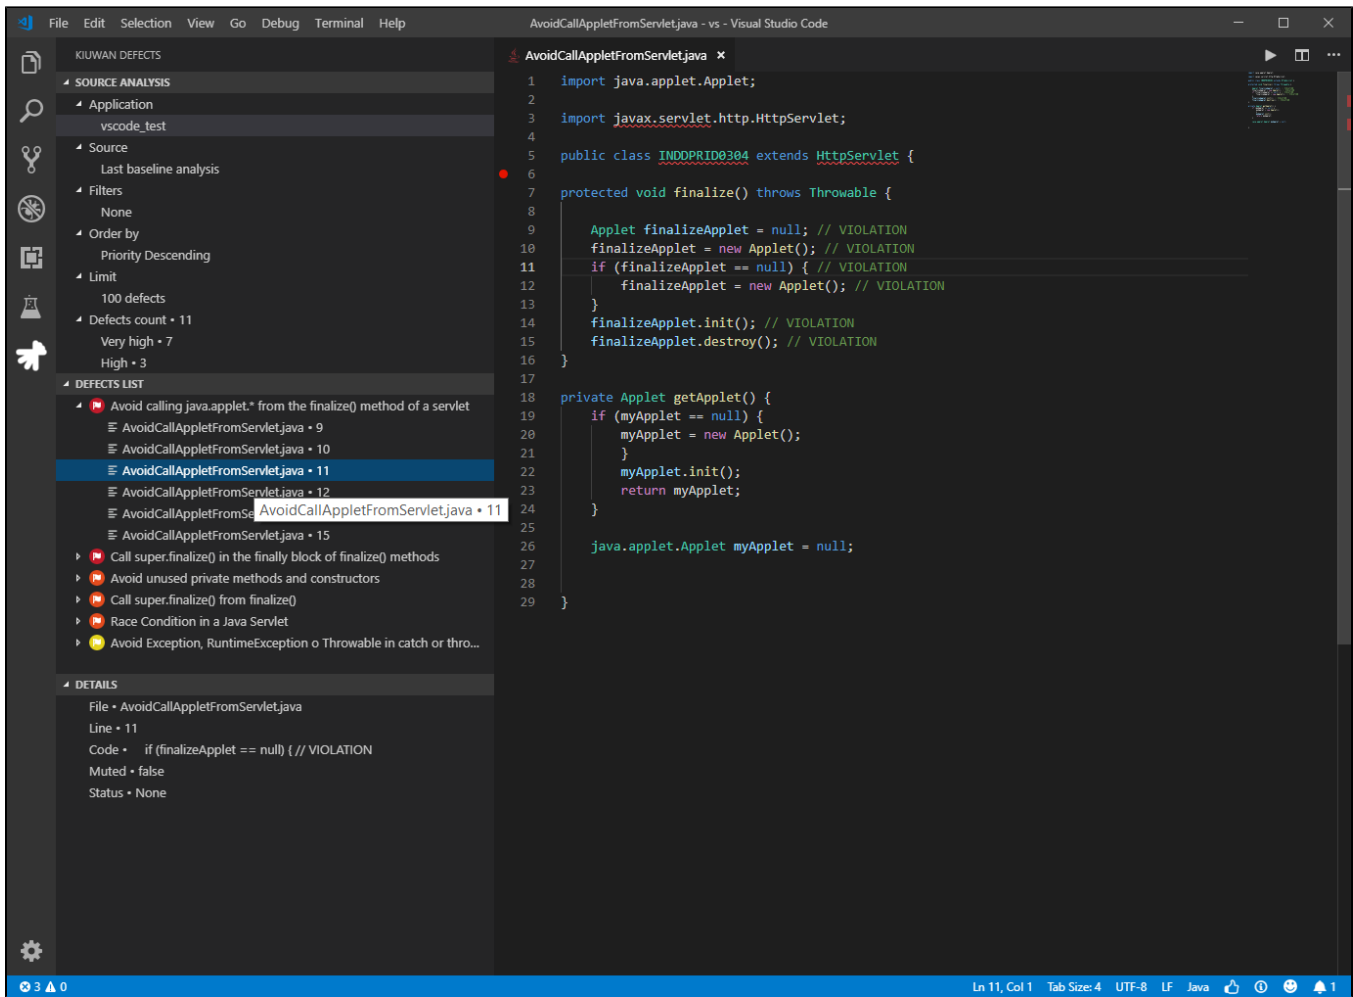 File Edit Selection View Go Debug Terminal Help
AvoidCallAppletFromServlet.java - vs - Visual Studio Code
KIUWAN DEFECTS
SOURCE ANALYSIS
Application
vscode_test
Source
Last baseline analysis
Filters
None
Order by
Priority Descending
Limit
100 defects
Defects count • 11
Very high • 7
High • 3
DEFECTS LIST
Avoid calling java.applet.* from the finalize() method of a servlet
AvoidCallAppletFromServlet.java • 9
AvoidCallAppletFromServlet.java • 10
AvoidCallAppletFromServlet.java • 11
AvoidCallAppletFromServlet.java • 12
AvoidCallAppletFromSe
AvoidCallAppletFromServlet.java • 11
AvoidCallAppletFromServlet.java • 15
Call super.finalize() in the finally block of finalize() methods
Avoid unused private methods and constructors
Call super.finalize() from finalize()
Race Condition in a Java Servlet
Avoid Exception, RuntimeException o Throwable in catch or thro...
DETAILS
File • AvoidCallAppletFromServlet.java
Line • 11
Code • if (finalizeApplet == null) { // VIOLATION
Muted • false
Status • None
AvoidCallAppletFromServlet.java ×
1 import java.applet.Applet;
2
3 import javax.servlet.http.HttpServlet;
4
5 public class INDDPRID0304 extends HttpServlet {
6
7 protected void finalize() throws Throwable {
8
9 Applet finalizeApplet = null; // VIOLATION
10 finalizeApplet = new Applet(); // VIOLATION
11 if (finalizeApplet == null) { // VIOLATION
12 finalizeApplet = new Applet(); // VIOLATION
13 }
14 finalizeApplet.init(); // VIOLATION
15 finalizeApplet.destroy(); // VIOLATION
16 }
17
18 private Applet getApplet() {
19 if (myApplet == null) {
20 myApplet = new Applet();
21 }
22 myApplet.init();
23 return myApplet;
24 }
25
26 java.applet.Applet myApplet = null;
27
28
29 }
3 0
Ln 11, Col 1 Tab Size: 4 UTF-8 LF Java 1